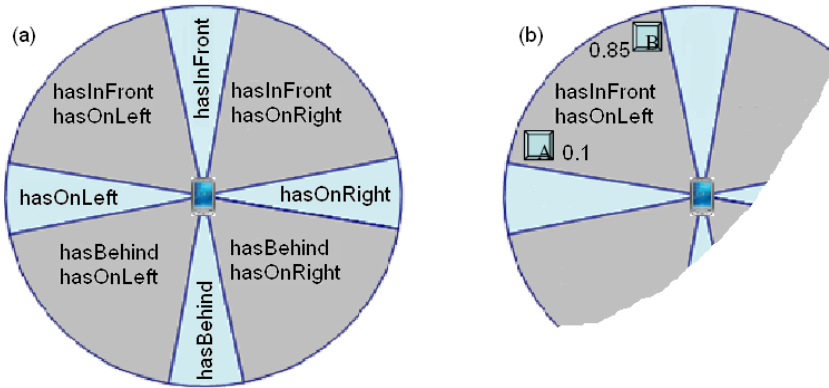 (a)
hasInFront
hasInFront
hasOnLeft
hasInFront
hasOnRight
hasOnLeft
hasOnRight
hasBehind
hasOnLeft
hasBehind
hasOnRight
hasBehind
(b)
0.85
B
hasInFront
hasOnLeft
A
0.1